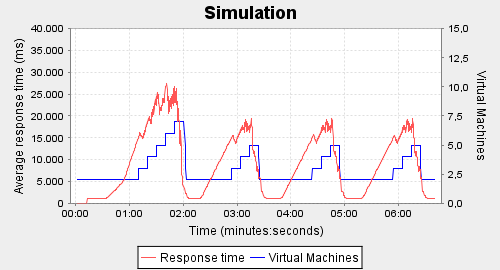 Simulation
40.000
35.000
30.000
25.000
20.000
15.000
10.000
5.000
0.000
Average response time (ms)
15,0
12,5
10,0
7,5
5,0
2,5
0,0
Virtual Machines
00:00 01:00 02:00 03:00 04:00 05:00 06:00
Time (minutes:seconds)
Response time Virtual Machines